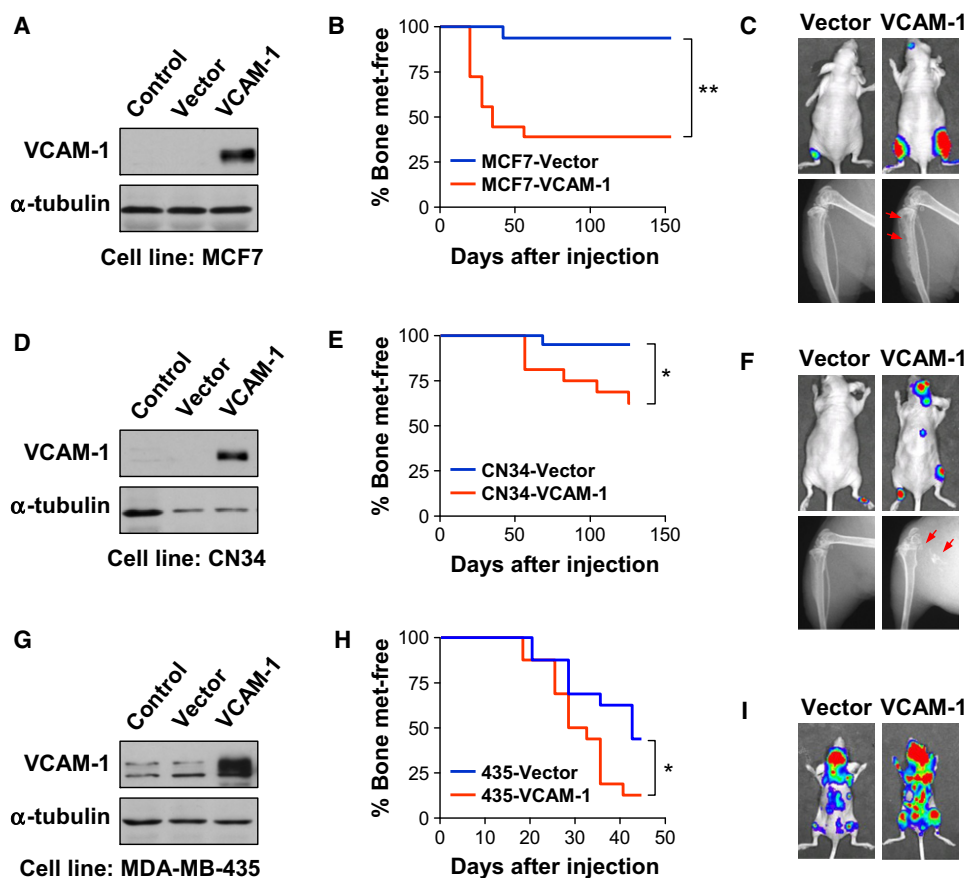 A
Control
Vector
VCAM-1
VCAM-1
α-tubulin
Cell line: MCF7
B
% Bone met-free
100
75
50
25
0
MCF7-Vector
MCF7-VCAM-1
**
0
50
100
150
Days after injection
C
Vector VCAM-1
D
Control
Vector
VCAM-1
VCAM-1
α-tubulin
Cell line: CN34
E
% Bone met-free
100
75
50
25
0
CN34-Vector
CN34-VCAM-1
*
0
50
100
150
Days after injection
F
Vector VCAM-1
G
Control
Vector
VCAM-1
VCAM-1
α-tubulin
Cell line: MDA-MB-435
H
% Bone met-free
100
75
50
25
0
435-Vector
435-VCAM-1
*
0
10
20
30
40
50
Days after injection
I
Vector VCAM-1